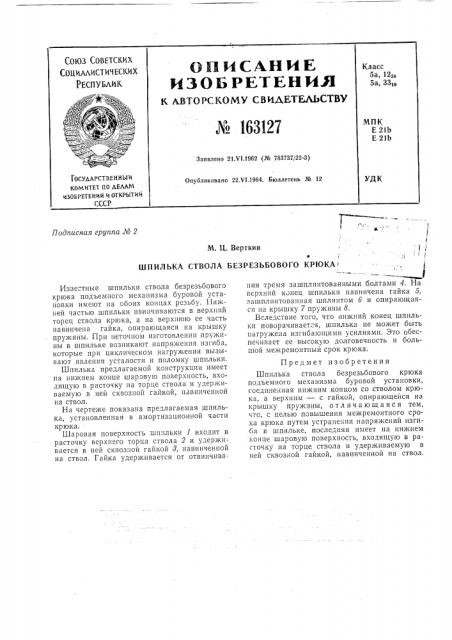 Союз Советских
Социалистических
Республик
Государственный
комитет по делам
изобретений и открытий
СССР
ОПИСАНИЕ
ИЗОБРЕТЕНИЯ
К АВТОРСКОМУ СВИДЕТЕЛЬСТВУ
№ 163127
Заявлено 21.VI.1962 (№ 783737/22-3)
Опубликовано 22.VI.1964. Бюллетень № 12
Класс
5a,
5a,
МПК
E 21b
E 21b
УДК
Подписная группа № 2
М. Ц. Верткин
ШПИЛЬКА СТВОЛА БЕЗРЕЗЬБОВОГО КРЮКА
Известные шпильки ствола безрезьбового
крюка подъемного механизма буровой уста-
новки имеют на обоих концах резьбу. Ниж-
ней частью шпильки ввинчиваются в верхний
торец ствола крюка, а на верхнюю ее часть
навинчена гайка, опирающаяся на крышку
пружины. При неточном изготовлении пружи-
ны в шпильке возникают напряжения изгиба,
которые при циклическом нагружении вызы-
вают явления усталости и поломку шпильки.
Шпилька предлагаемой конструкции имеет
на нижнем конце шаровую поверхность, вхо-
дящую в расточку на торце ствола и удержи-
ваемую в ней сквозной гайкой, навинченной
на ствол.
На чертеже показана предлагаемая шпиль-
ка, установленная в амортизационной части
крюка.
Шаровая поверхность шпильки 1 входит в
расточку верхнего торца ствола 2 и удержи-
вается в ней сквозной гайкой 3, навинченной
на ствол. Гайка удерживается от отвинчива-
ния тремя зашплинтованными болтами 4. На
верхний конец шпильки навинчена гайка 5,
зашплинтованная шплинтом 6 и опирающая-
ся на крышку 7 пружины 8.
Вследствие того, что нижний конец шпиль-
ки поворачивается, шпилька не может быть
нагружена изгибающими усилиями. Это обес-
печивает ее высокую долговечность и боль-
шой межремонтный срок крюка.
Предмет изобретения
Шпилька ствола безрезьбового крюка
подъемного механизма буровой установки,
соединенная нижним концом со стволом крю-
ка, а верхним — с гайкой, опирающейся на
крышку пружины, отличающаяся тем,
что, с целью повышения межремонтного сро-
ка крюка путем устранения напряжений изги-
ба в шпильке, последняя имеет на нижнем
конце шаровую поверхность, входящую в ра-
сточку на торце ствола и удерживаемую в
ней сквозной гайкой, навинченной на ствол.